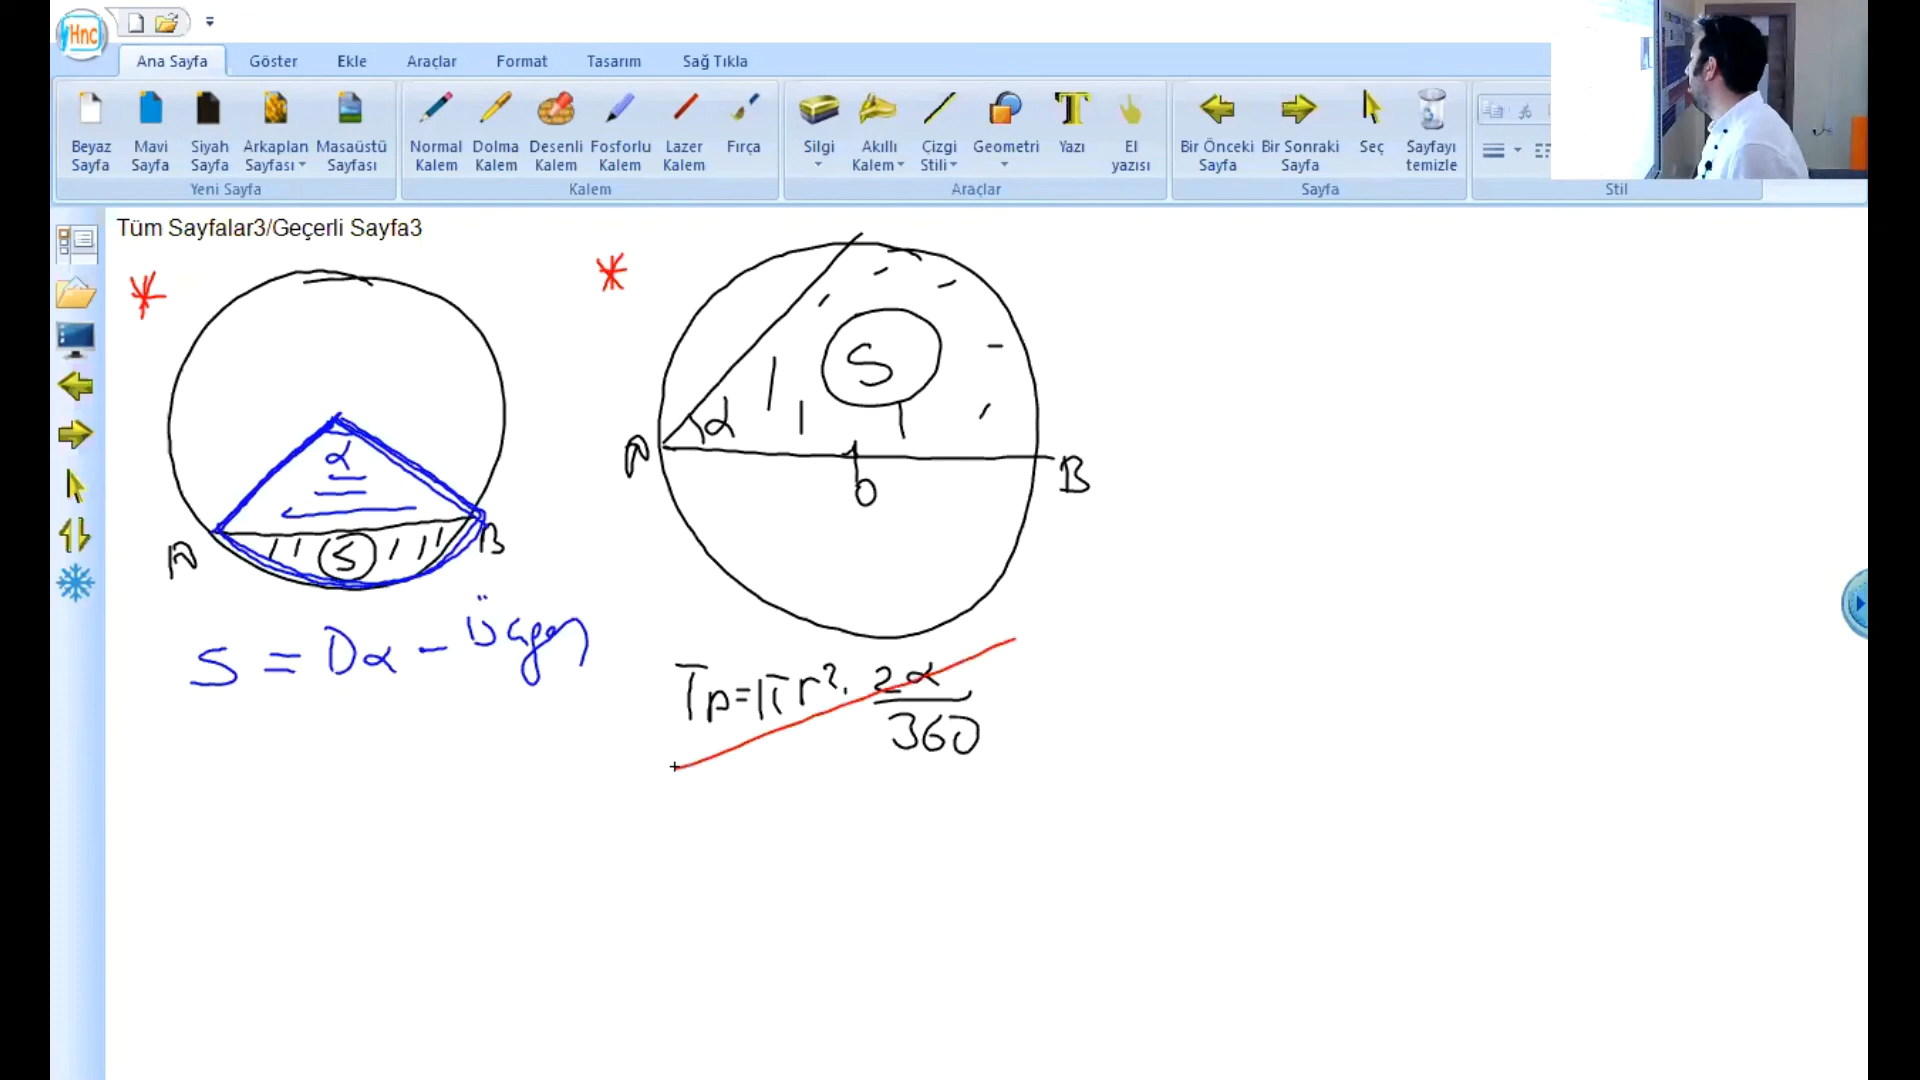 Hnc
Ana Sayfa Göster Ekle Araçlar Format Tasarım Sağ Tıkla
Beyaz Sayfa
Mavi Sayfa
Siyah Sayfa
Arkaplan Sayfası
Masaüstü Sayfası
Normal Kalem
Dolma Kalem
Desenli Kalem
Fosforlu Kalem
Lazer Kalem
Fırça
Silgi
Akıllı Kalem
Çizgi Stili
Geometri
Yazı
El yazısı
Bir Önceki Sayfa
Bir Sonraki Sayfa
Seç
Sayfayı temizle
Yeni Sayfa Kalem Araçlar Sayfa Stil
Tüm Sayfalar3/Geçerli Sayfa3
α
A
B
S
S = Dα - Üçgen
S
α
A
O
B
TA=πr². 2α/360